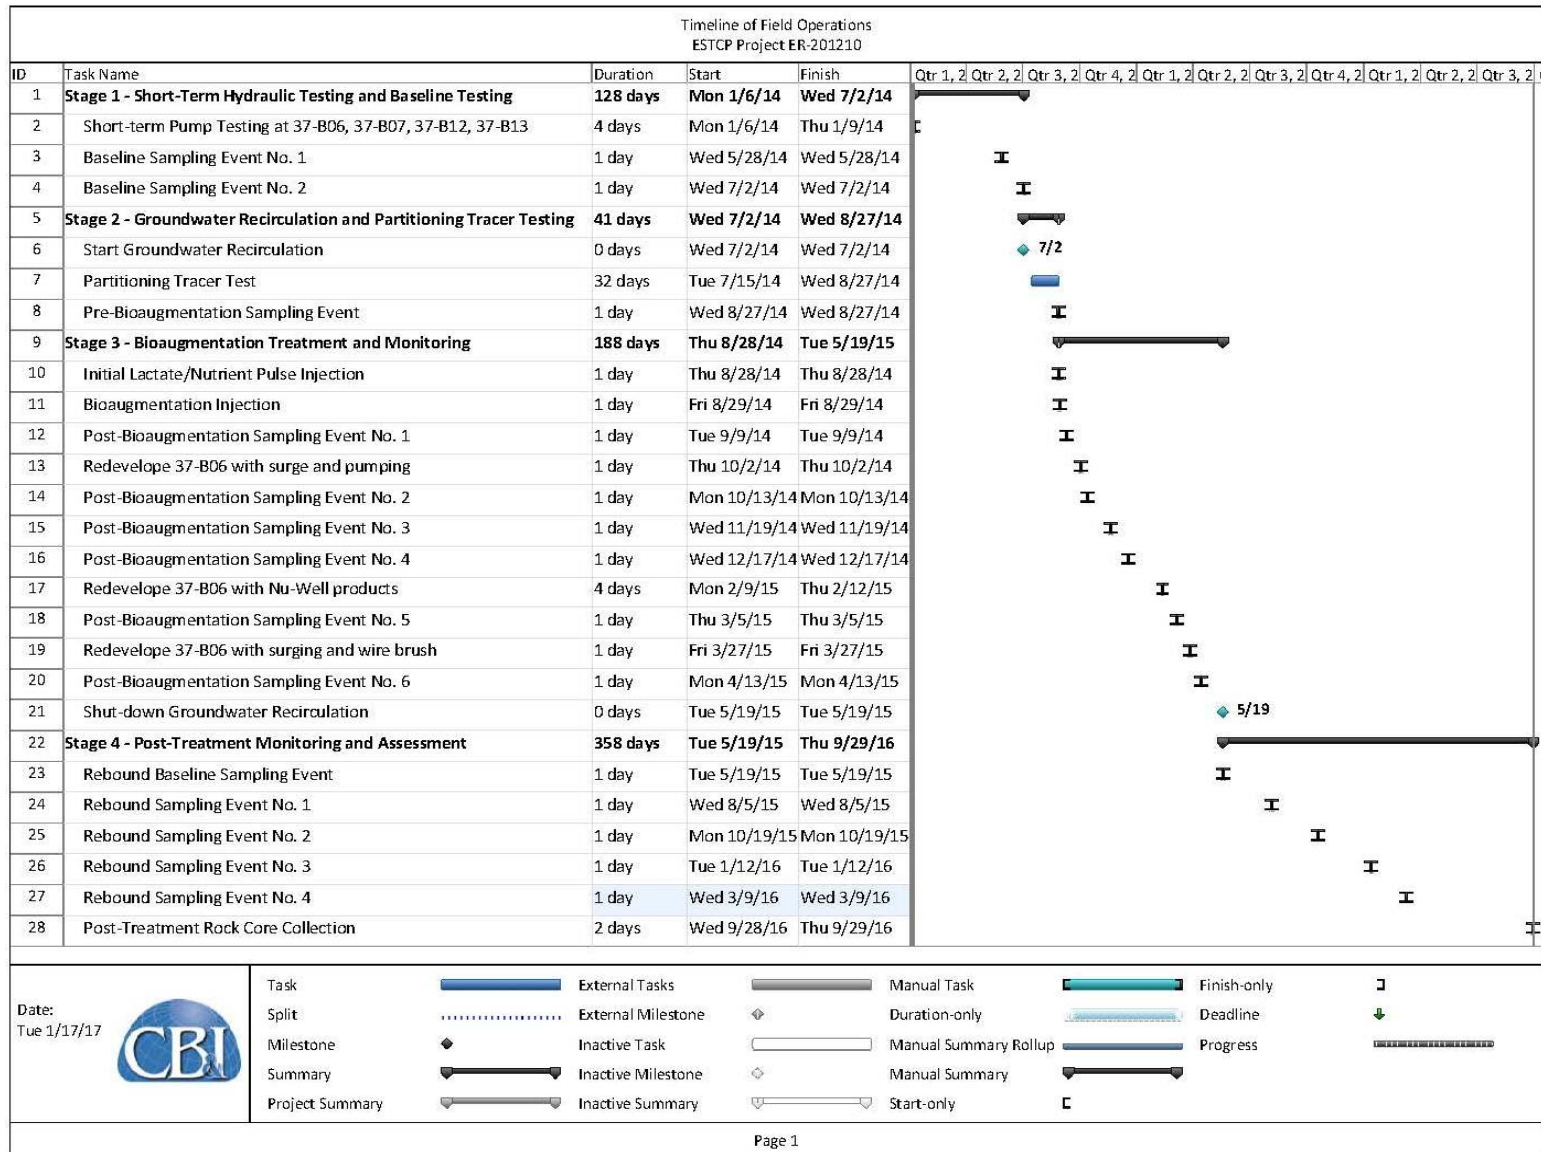 Timeline of Field Operations
ESTCP Project ER-201210
ID Task Name Duration Start Finish Qtr 1, 2 Qtr 2, 2 Qtr 3, 2 Qtr 4, 2 Qtr 1, 2 Qtr 2, 2 Qtr 3, 2 Qtr 4, 2 Qtr 1, 2 Qtr 2, 2 Qtr 3, 2
1 Stage 1 - Short-Term Hydraulic Testing and Baseline Testing 128 days Mon 1/6/14 Wed 7/2/14
2 Short-term Pump Testing at 37-B06, 37-B07, 37-B12, 37-B13 4 days Mon 1/6/14 Thu 1/9/14
3 Baseline Sampling Event No. 1 1 day Wed 5/28/14 Wed 5/28/14
4 Baseline Sampling Event No. 2 1 day Wed 7/2/14 Wed 7/2/14
5 Stage 2 - Groundwater Recirculation and Partitioning Tracer Testing 41 days Wed 7/2/14 Wed 8/27/14
6 Start Groundwater Recirculation 0 days Wed 7/2/14 Wed 7/2/14 7/2
7 Partitioning Tracer Test 32 days Tue 7/15/14 Wed 8/27/14
8 Pre-Bioaugmentation Sampling Event 1 day Wed 8/27/14 Wed 8/27/14
9 Stage 3 - Bioaugmentation Treatment and Monitoring 188 days Thu 8/28/14 Tue 5/19/15
10 Initial Lactate/Nutrient Pulse Injection 1 day Thu 8/28/14 Thu 8/28/14
11 Bioaugmentation Injection 1 day Fri 8/29/14 Fri 8/29/14
12 Post-Bioaugmentation Sampling Event No. 1 1 day Tue 9/9/14 Tue 9/9/14
13 Redevelope 37-B06 with surge and pumping 1 day Thu 10/2/14 Thu 10/2/14
14 Post-Bioaugmentation Sampling Event No. 2 1 day Mon 10/13/14 Mon 10/13/14
15 Post-Bioaugmentation Sampling Event No. 3 1 day Wed 11/19/14 Wed 11/19/14
16 Post-Bioaugmentation Sampling Event No. 4 1 day Wed 12/17/14 Wed 12/17/14
17 Redevelope 37-B06 with Nu-Well products 4 days Mon 2/9/15 Thu 2/12/15
18 Post-Bioaugmentation Sampling Event No. 5 1 day Thu 3/5/15 Thu 3/5/15
19 Redevelope 37-B06 with surging and wire brush 1 day Fri 3/27/15 Fri 3/27/15
20 Post-Bioaugmentation Sampling Event No. 6 1 day Mon 4/13/15 Mon 4/13/15
21 Shut-down Groundwater Recirculation 0 days Tue 5/19/15 Tue 5/19/15 5/19
22 Stage 4 - Post-Treatment Monitoring and Assessment 358 days Tue 5/19/15 Thu 9/29/16
23 Rebound Baseline Sampling Event 1 day Tue 5/19/15 Tue 5/19/15
24 Rebound Sampling Event No. 1 1 day Wed 8/5/15 Wed 8/5/15
25 Rebound Sampling Event No. 2 1 day Mon 10/19/15 Mon 10/19/15
26 Rebound Sampling Event No. 3 1 day Tue 1/12/16 Tue 1/12/16
27 Rebound Sampling Event No. 4 1 day Wed 3/9/16 Wed 3/9/16
28 Post-Treatment Rock Core Collection 2 days Wed 9/28/16 Thu 9/29/16
Date:
Tue 1/17/17
CB&I
Task External Tasks Manual Task Finish-only
Split External Milestone Duration-only Deadline
Milestone Inactive Task Manual Summary Rollup Progress
Summary Inactive Milestone Manual Summary
Project Summary Inactive Summary Start-only
Page 1